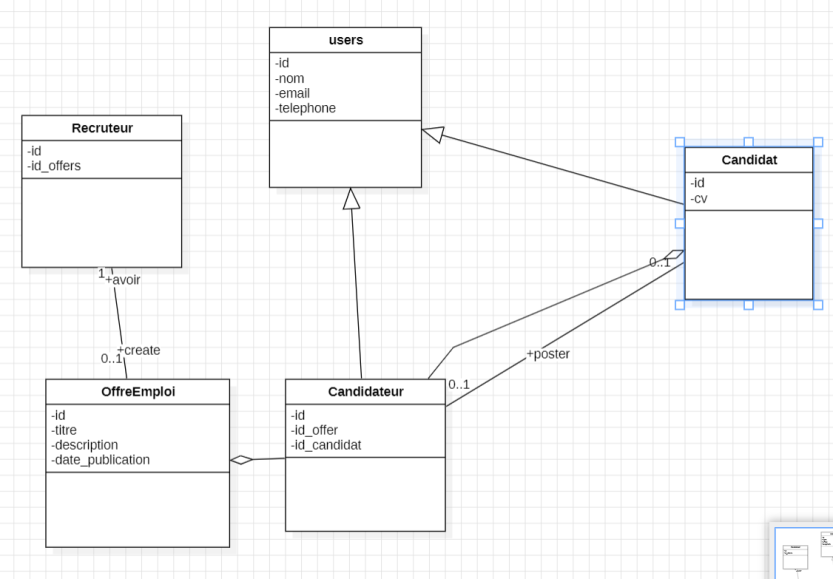 users
-id
-nom
-email
-telephone
Recruteur
-id
-id_offers
Candidat
-id
-cv
0..1
1
+avoir
+create
0..1
+poster
0..1
OffreEmploi
-id
-titre
-description
-date_publication
Candidateur
-id
-id_offer
-id_candidat